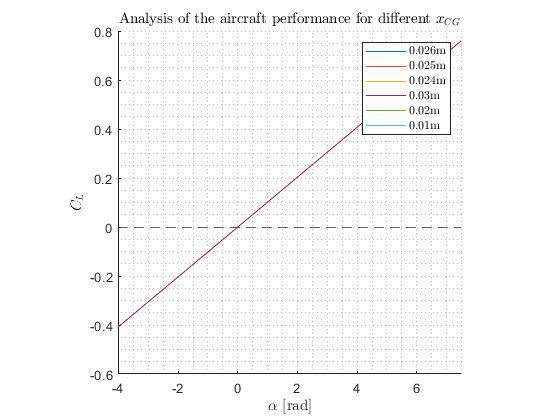 Analysis of the aircraft performance for different x_{CG}
0.8
0.6
0.4
0.2
0
-0.2
-0.4
-0.6
C_L
-4
-2
0
2
4
6
α [rad]
0.026m
0.025m
0.024m
0.03m
0.02m
0.01m